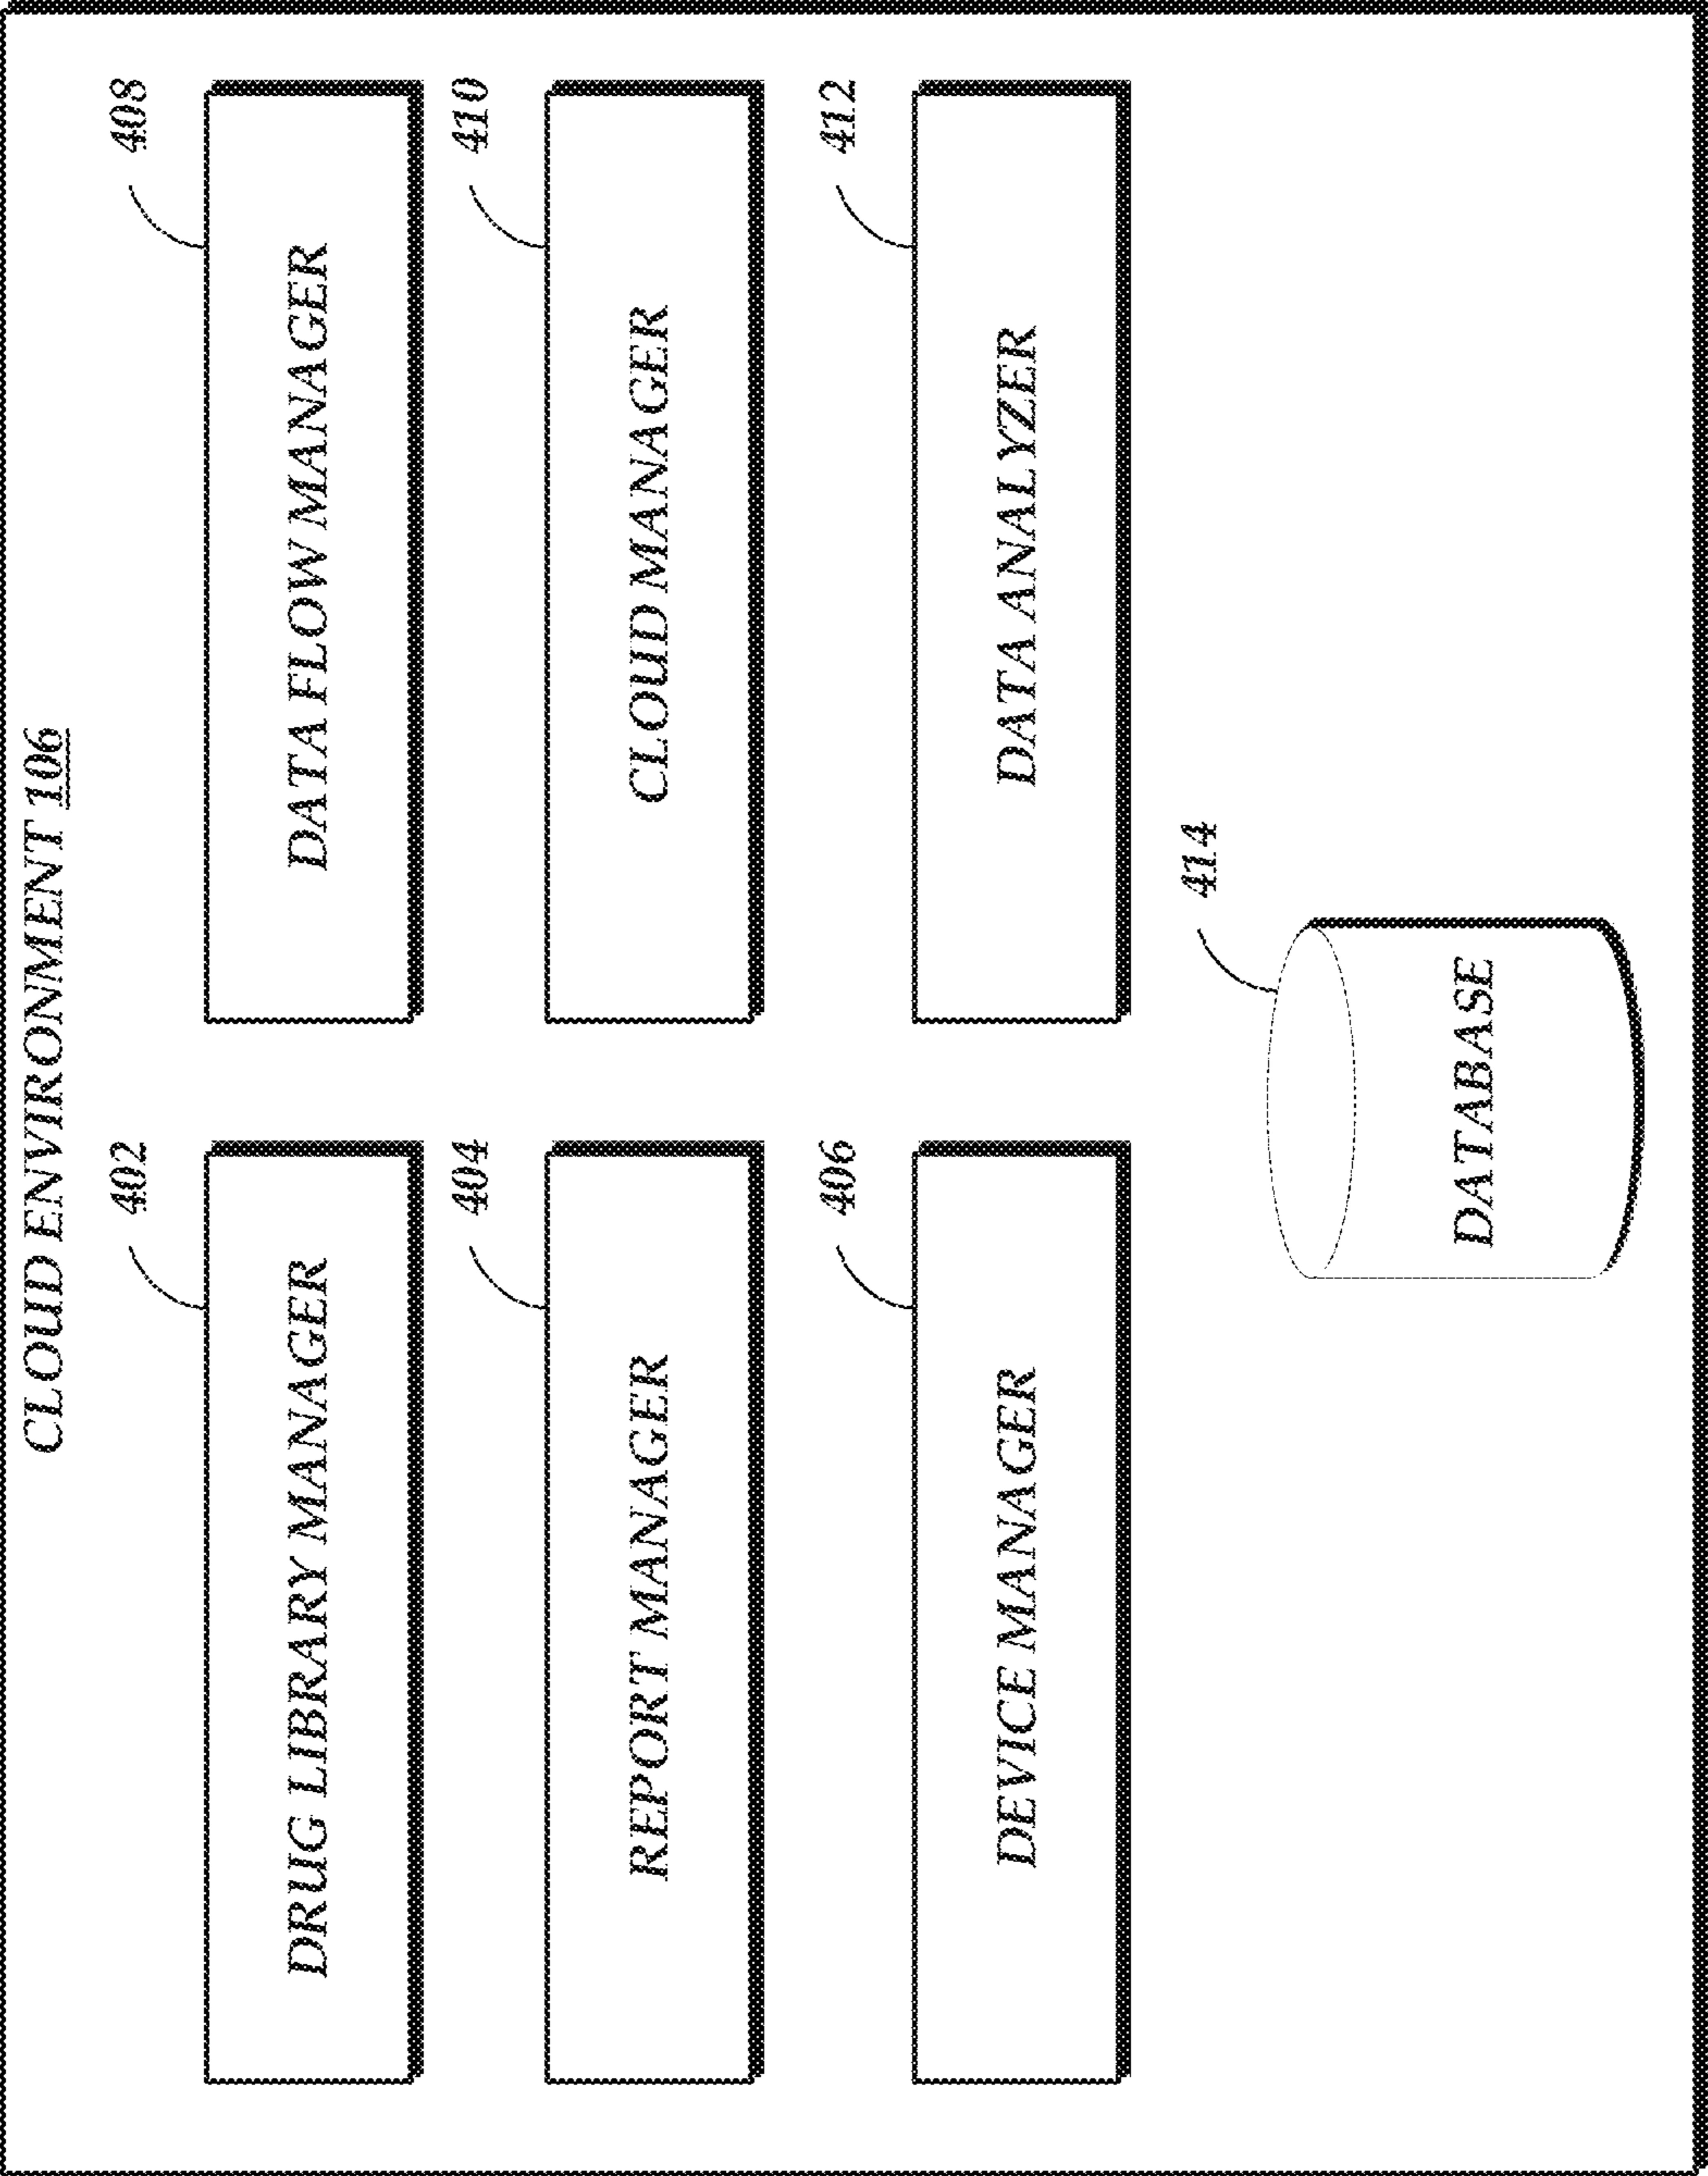 CLOUD ENVIRONMENT 106
402
DRUG LIBRARY MANAGER
408
DATA FLOW MANAGER
404
REPORT MANAGER
410
CLOUD MANAGER
406
DEVICE MANAGER
412
DATA ANALYZER
414
DATABASE